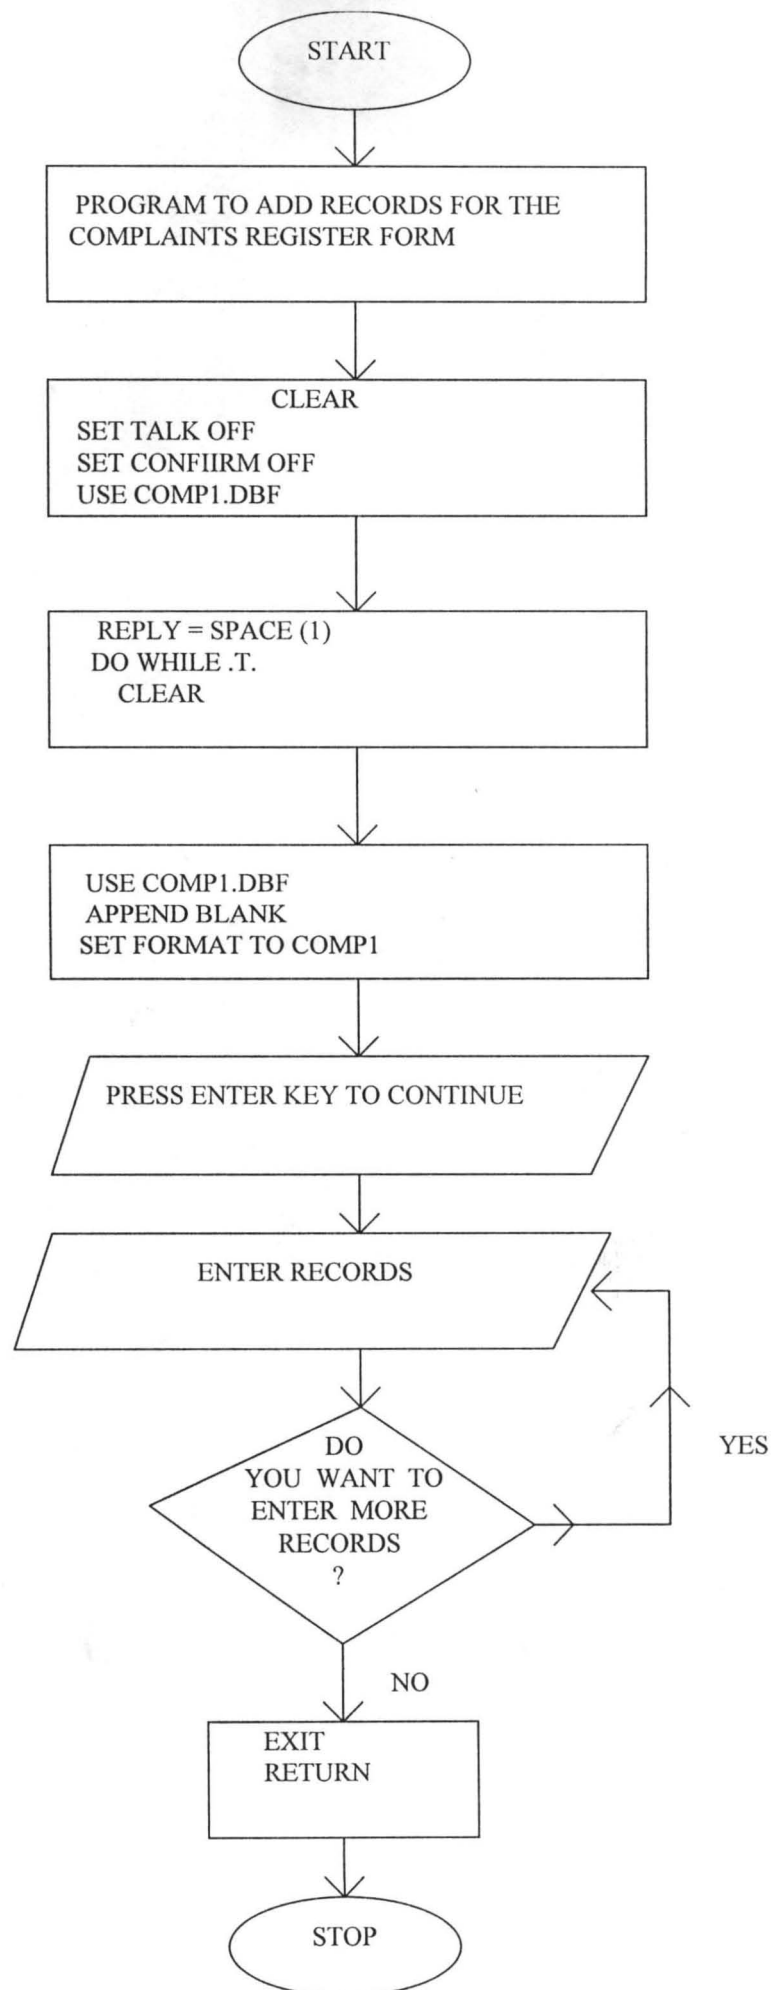 START
PROGRAM TO ADD RECORDS FOR THE
COMPLAINTS REGISTER FORM
CLEAR
SET TALK OFF
SET CONFIIRM OFF
USE COMP1.DBF
REPLY = SPACE (1)
DO WHILE .T.
CLEAR
USE COMP1.DBF
APPEND BLANK
SET FORMAT TO COMP1
PRESS ENTER KEY TO CONTINUE
ENTER RECORDS
DO
YOU WANT TO
ENTER MORE
RECORDS
?
YES
NO
EXIT
RETURN
STOP